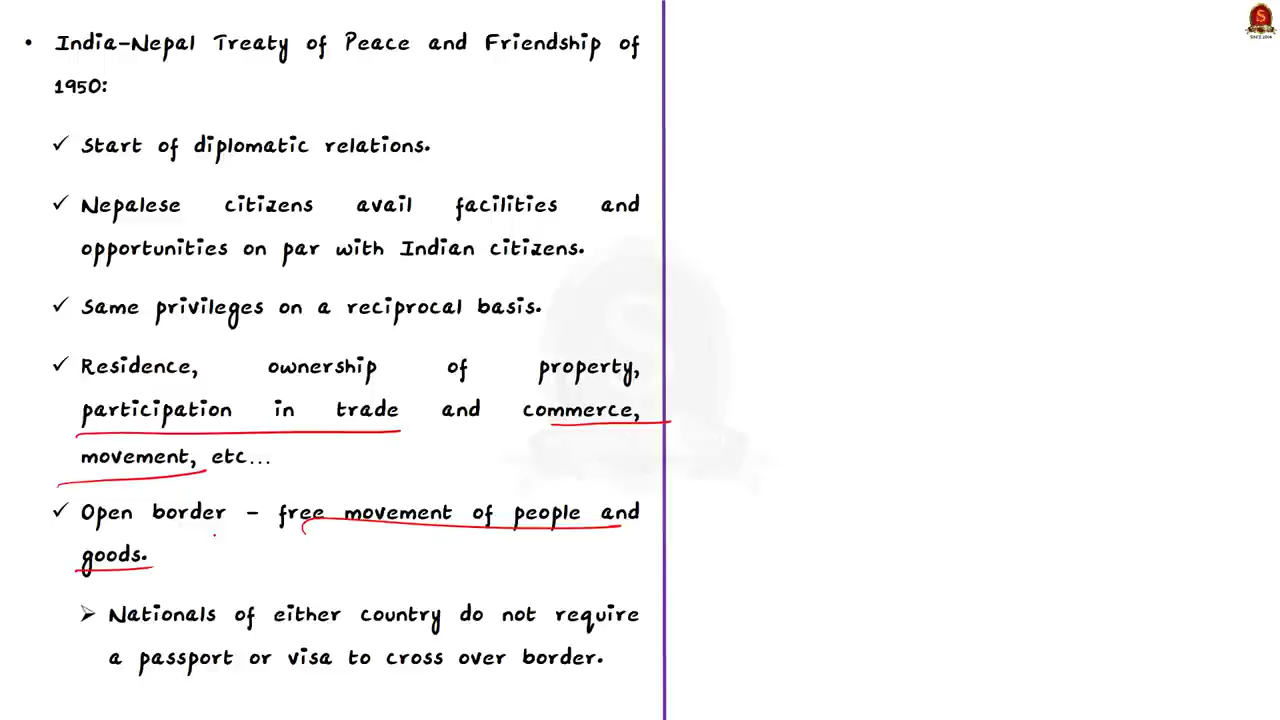 • India-Nepal Treaty of Peace and Friendship of
1950:
✓ Start of diplomatic relations.
✓ Nepalese citizens avail facilities and
opportunities on par with Indian citizens.
✓ Same privileges on a reciprocal basis.
✓ Residence, ownership of property,
participation in trade and commerce,
movement, etc...
✓ Open border - free movement of people and
goods.
➢ Nationals of either country do not require
a passport or visa to cross over border.